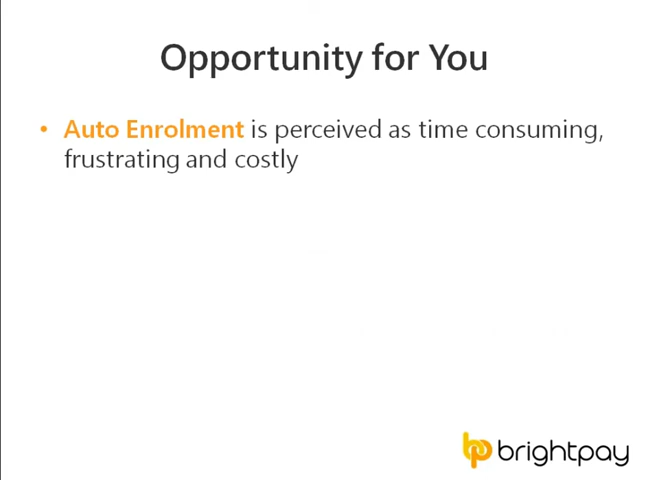 Opportunity for You
• Auto Enrolment is perceived as time consuming,
frustrating and costly
brightpay